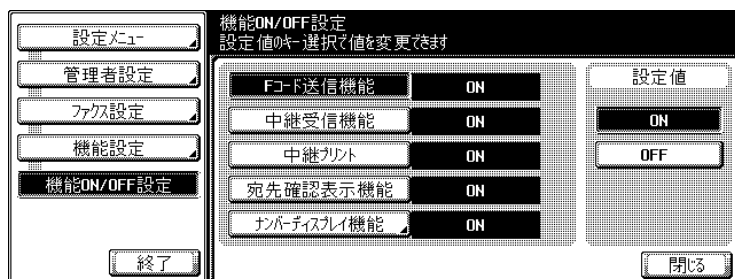 設定メニュー
管理者設定
ファクス設定
機能設定
機能ON/OFF設定
終了
機能ON/OFF設定
設定値のキー選択で値を変更できます
Fコード送信機能 ON
中継受信機能 ON
中継プリント ON
宛先確認表示機能 ON
ナンバーディスプレイ機能 ON
設定値
ON
OFF
閉じる